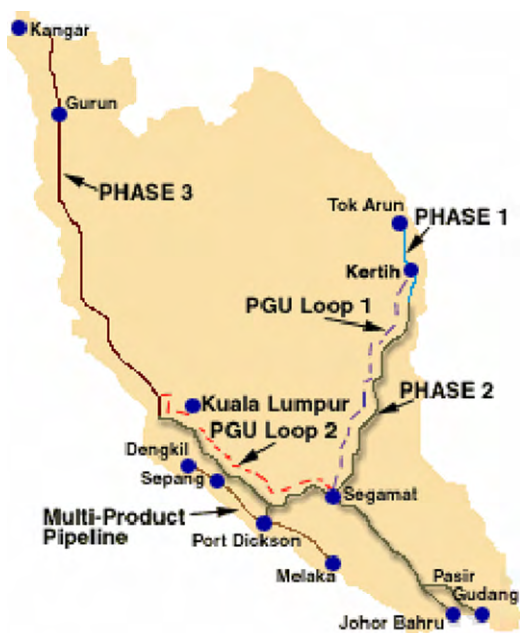 Kangar
Gurun
PHASE 3
Tok Arun
PHASE 1
Kertih
PGU Loop 1
PHASE 2
Kuala Lumpur
PGU Loop 2
Dengkil
Sepang
Segamat
Multi-Product
Pipeline
Port Dickson
Melaka
Pasir
Gudang
Johor Bahru